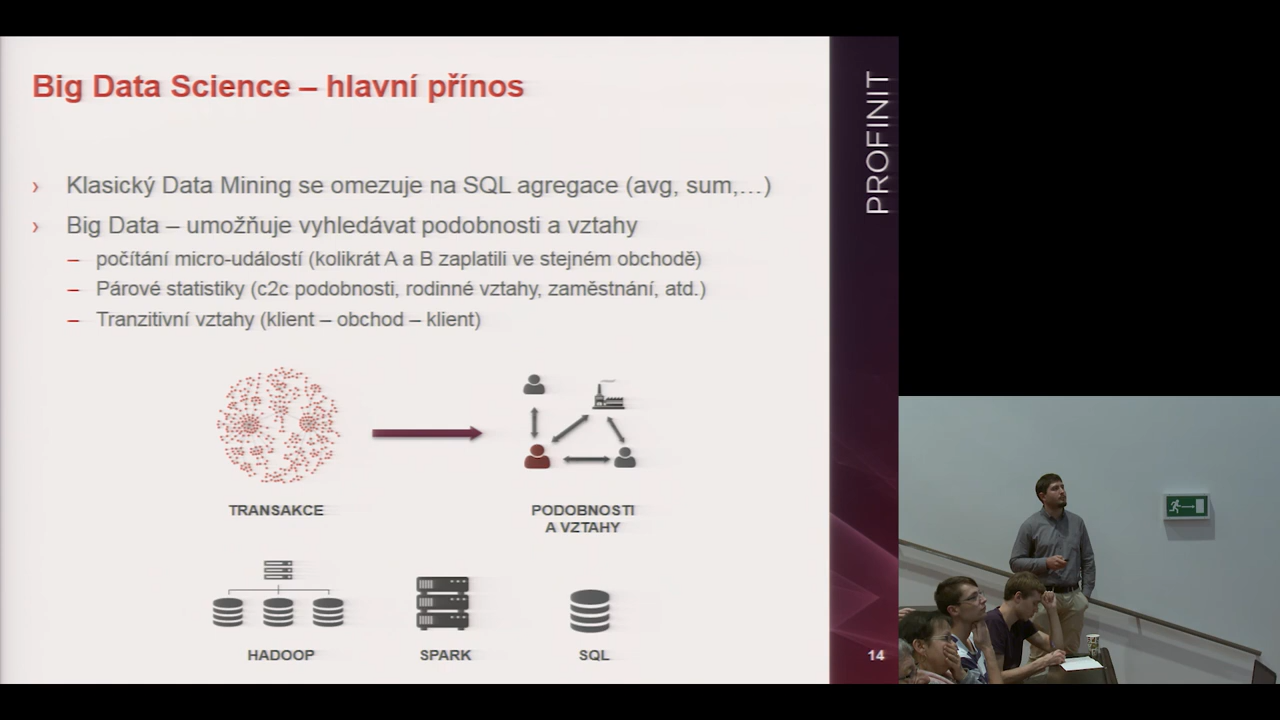 Big Data Science – hlavní přínos
› Klasický Data Mining se omezuje na SQL agregace (avg, sum,…)
› Big Data – umožňuje vyhledávat podobnosti a vztahy
– počítání micro-událostí (kolikrát A a B zaplatili ve stejném obchodě)
– Párové statistiky (c2c podobnosti, rodinné vztahy, zaměstnání, atd.)
– Tranzitivní vztahy (klient – obchod – klient)
TRANSAKCE
PODOBNOSTI
A VZTAHY
HADOOP
SPARK
SQL
PROFINIT
14